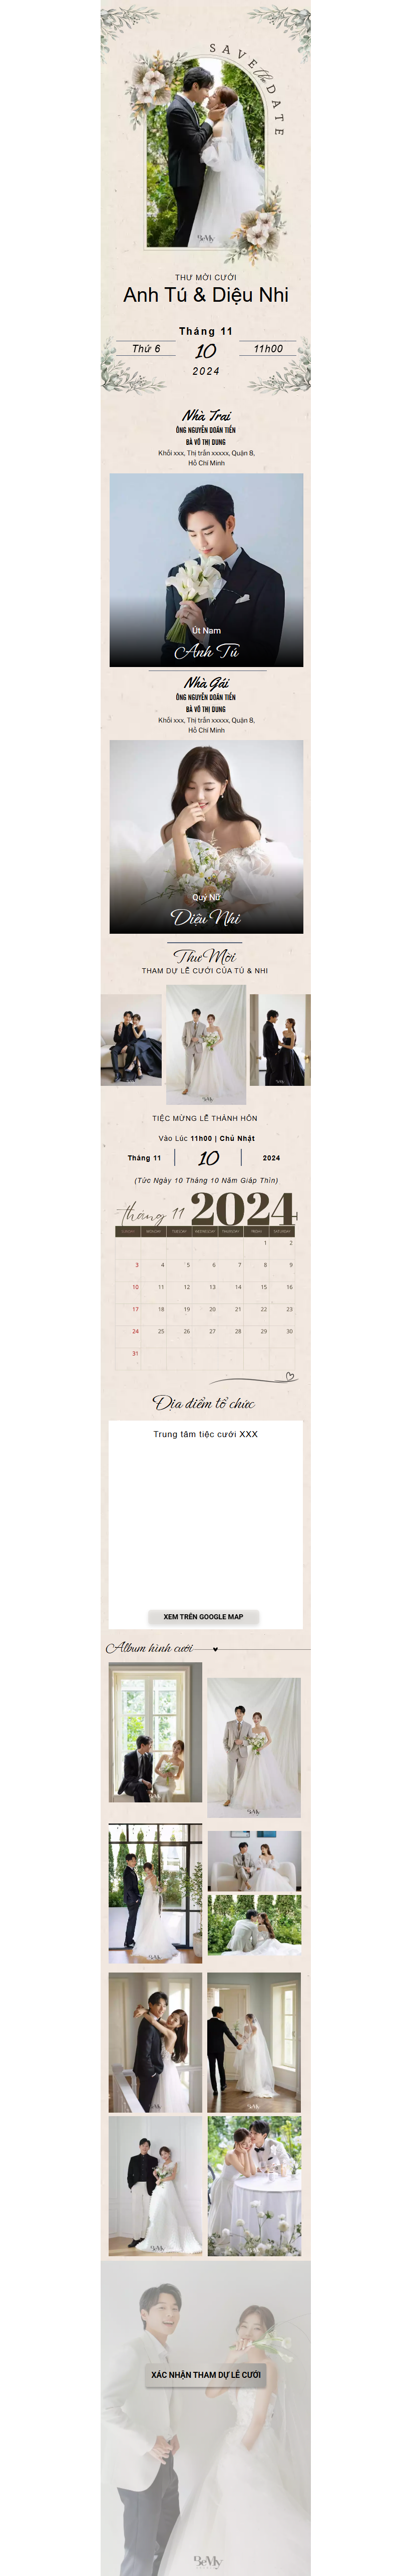 SAVE the DATE
BeMy
THƯ MỜI CƯỚI
Anh Tú & Diệu Nhi
Tháng 11
Thứ 6
10
11h00
2024
Nhà Trai
ÔNG NGUYỄN DOÃN TIẾN
BÀ VÕ THỊ DUNG
Khối xxx, Thị trấn xxxxx, Quận 8,
Hồ Chí Minh
Út Nam
Anh Tú
Nhà Gái
ÔNG NGUYỄN DOÃN TIẾN
BÀ VÕ THỊ DUNG
Khối xxx, Thị trấn xxxxx, Quận 8,
Hồ Chí Minh
Quý Nữ
Diệu Nhi
Thư Mời
THAM DỰ LỄ CƯỚI CỦA TÚ & NHI
TIỆC MỪNG LỄ THÀNH HÔN
Vào Lúc 11h00 | Chủ Nhật
Tháng 11
10
2024
(Tức Ngày 10 Tháng 10 Năm Giáp Thìn)
tháng 11 2024
SUNDAY MONDAY TUESDAY WEDNESDAY THURSDAY FRIDAY SATURDAY
1 2
3 4 5 6 7 8 9
10 11 12 13 14 15 16
17 18 19 20 21 22 23
24 25 26 27 28 29 30
31
Địa điểm tổ chức
Trung tâm tiệc cưới XXX
XEM TRÊN GOOGLE MAP
Album hình cưới
BeMy
BeMy
BeMy
XÁC NHẬN THAM DỰ LỄ CƯỚI
BeMy